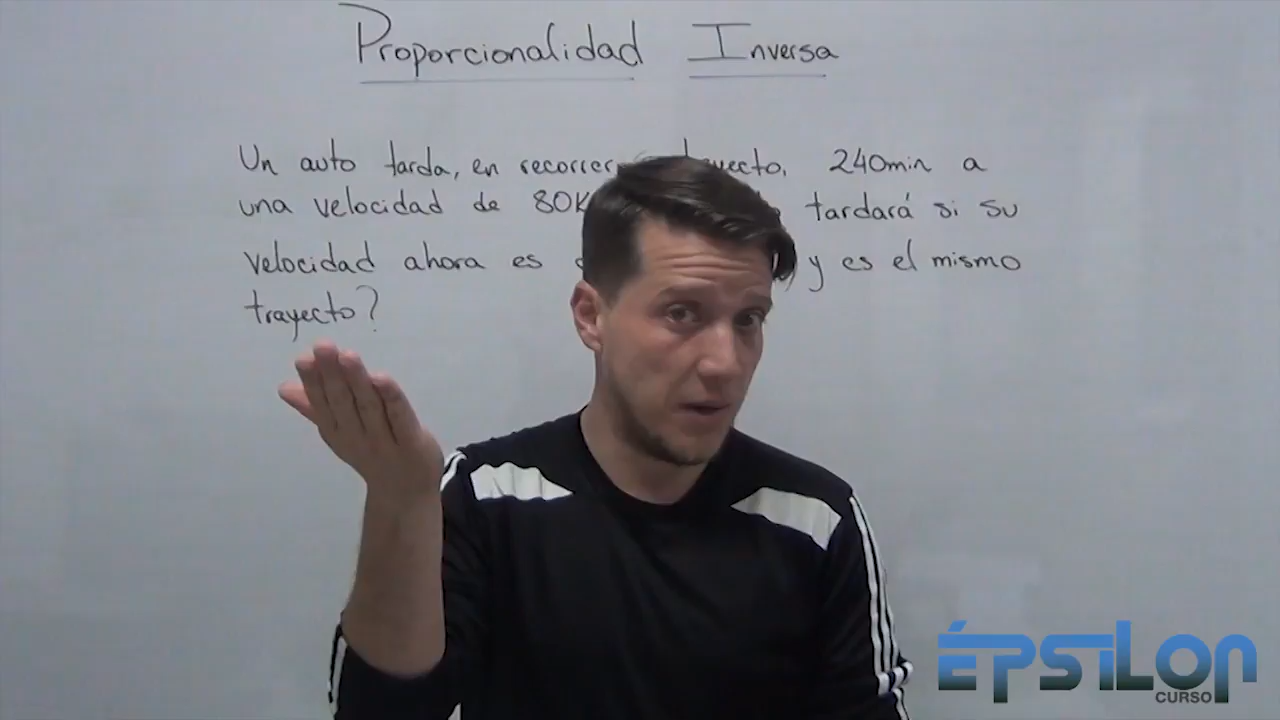 Proporcionalidad Inversa
Un auto tarda, en recorrer 240min a
una velocidad de tardará si su
velocidad ahora es y es el mismo
trayecto?
ÉPSILON
CURSO